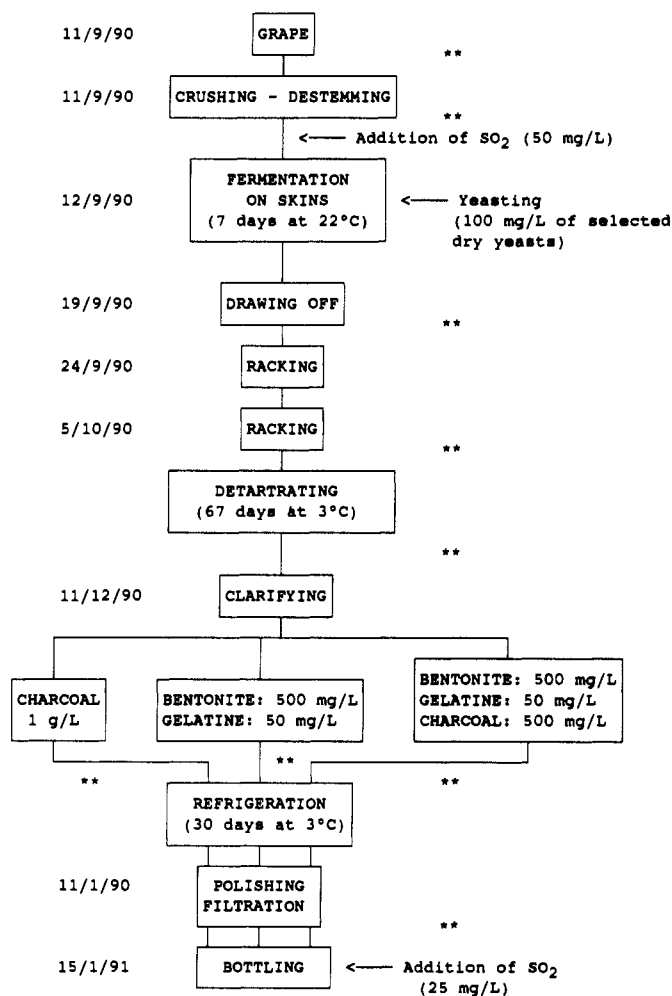 11/9/90 GRAPE
**
11/9/90 CRUSHING - DESTEMMING
**
<— Addition of SO2 (50 mg/L)
FERMENTATION
ON SKINS
12/9/90 (7 days at 22°C) <— Yeasting
(100 mg/L of selected
dry yeasts)
19/9/90 DRAWING OFF
**
24/9/90 RACKING
5/10/90 RACKING
**
DETARTRATING
(67 days at 3°C)
**
11/12/90 CLARIFYING
CHARCOAL
1 g/L
BENTONITE: 500 mg/L
GELATINE: 50 mg/L
BENTONITE: 500 mg/L
GELATINE: 50 mg/L
CHARCOAL: 500 mg/L
** ** **
REFRIGERATION
(30 days at 3°C)
11/1/90 POLISHING
FILTRATION
**
15/1/91 BOTTLING <— Addition of SO2
(25 mg/L)